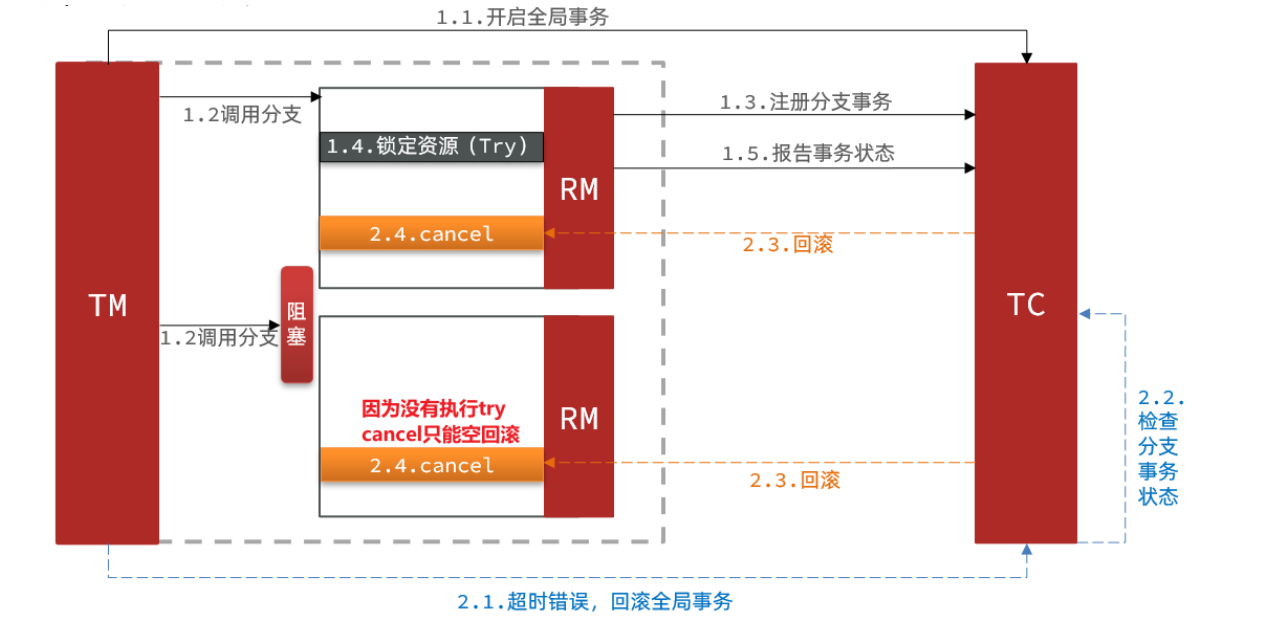 1.1.开启全局事务
TM
1.2调用分支
1.4.锁定资源（Try）
RM
2.4.cancel
1.3.注册分支事务
1.5.报告事务状态
2.3.回滚
TC
1.2调用分支
阻
塞
因为没有执行try
cancel只能空回滚
2.4.cancel
RM
2.3.回滚
2.2.
检查
分支
事务
状态
2.1.超时错误，回滚全局事务